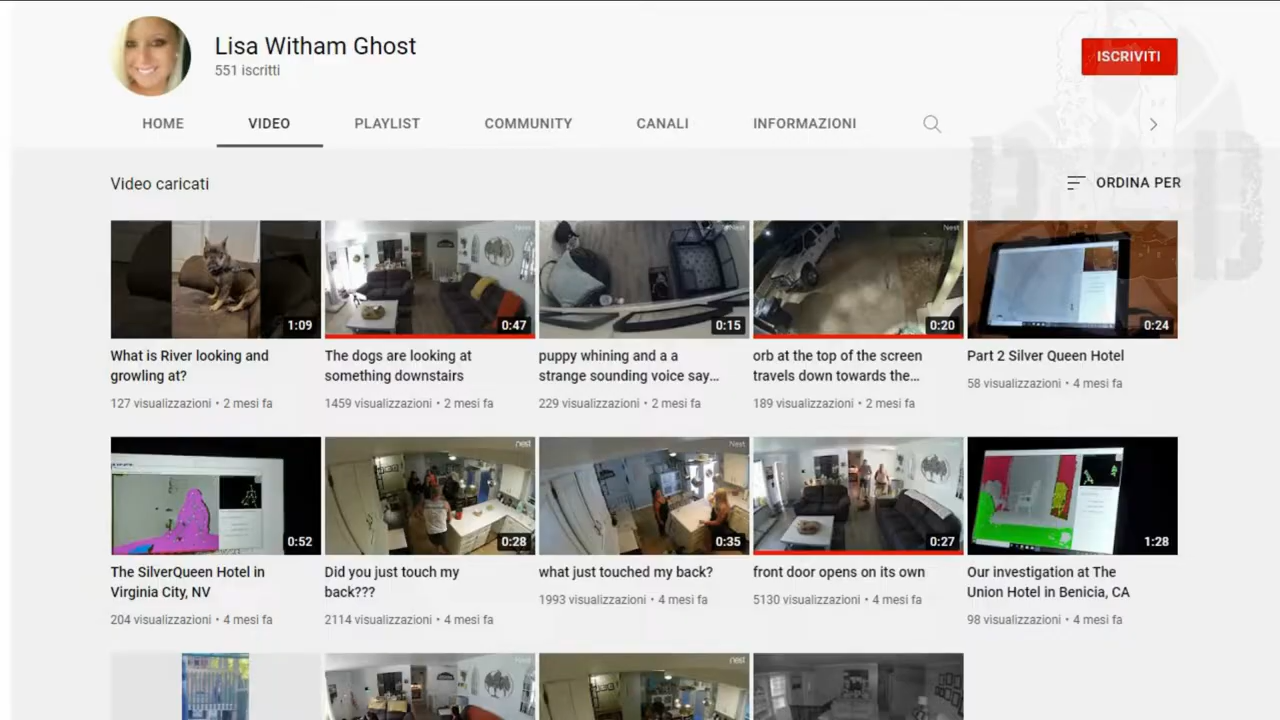 Lisa Witham Ghost
551 iscritti
ISCRIVITI
HOME
VIDEO
PLAYLIST
COMMUNITY
CANALI
INFORMAZIONI
Video caricati
ORDINA PER
Nest
Nest
Nest
1:09
0:47
0:15
0:20
0:24
What is River looking and
growling at?
127 visualizzazioni • 2 mesi fa
The dogs are looking at
something downstairs
1459 visualizzazioni • 2 mesi fa
puppy whining and a a
strange sounding voice say...
229 visualizzazioni • 2 mesi fa
orb at the top of the screen
travels down towards the...
189 visualizzazioni • 2 mesi fa
Part 2 Silver Queen Hotel
58 visualizzazioni • 4 mesi fa
nest
Nest
Nest
0:52
0:28
0:35
0:27
1:28
The SilverQueen Hotel in
Virginia City, NV
204 visualizzazioni • 4 mesi fa
Did you just touch my
back???
2114 visualizzazioni • 4 mesi fa
what just touched my back?
1993 visualizzazioni • 4 mesi fa
front door opens on its own
5130 visualizzazioni • 4 mesi fa
Our investigation at The
Union Hotel in Benicia, CA
98 visualizzazioni • 4 mesi fa
Nest
nest